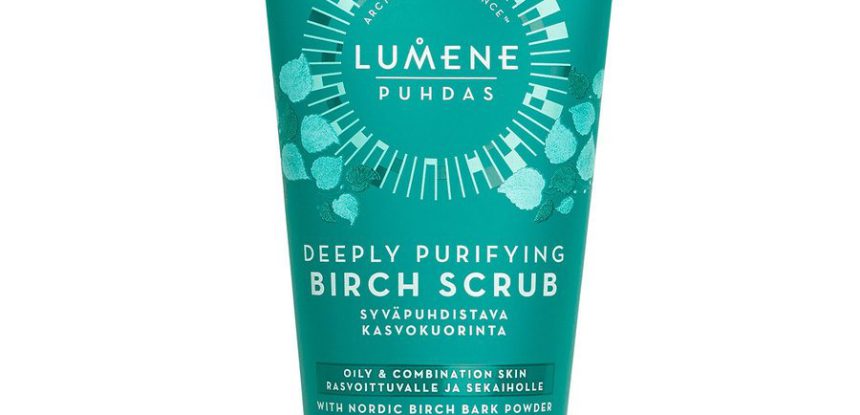 LUMENE
PUHDAS
DEEPLY PURIFYING
BIRCH SCRUB
SYVÄPUHDISTAVA
KASVOKUORINTA
OILY & COMBINATION SKIN
RASVOITTUVALLE JA SEKAIHOLLE
WITH NORDIC BIRCH BARK POWDER